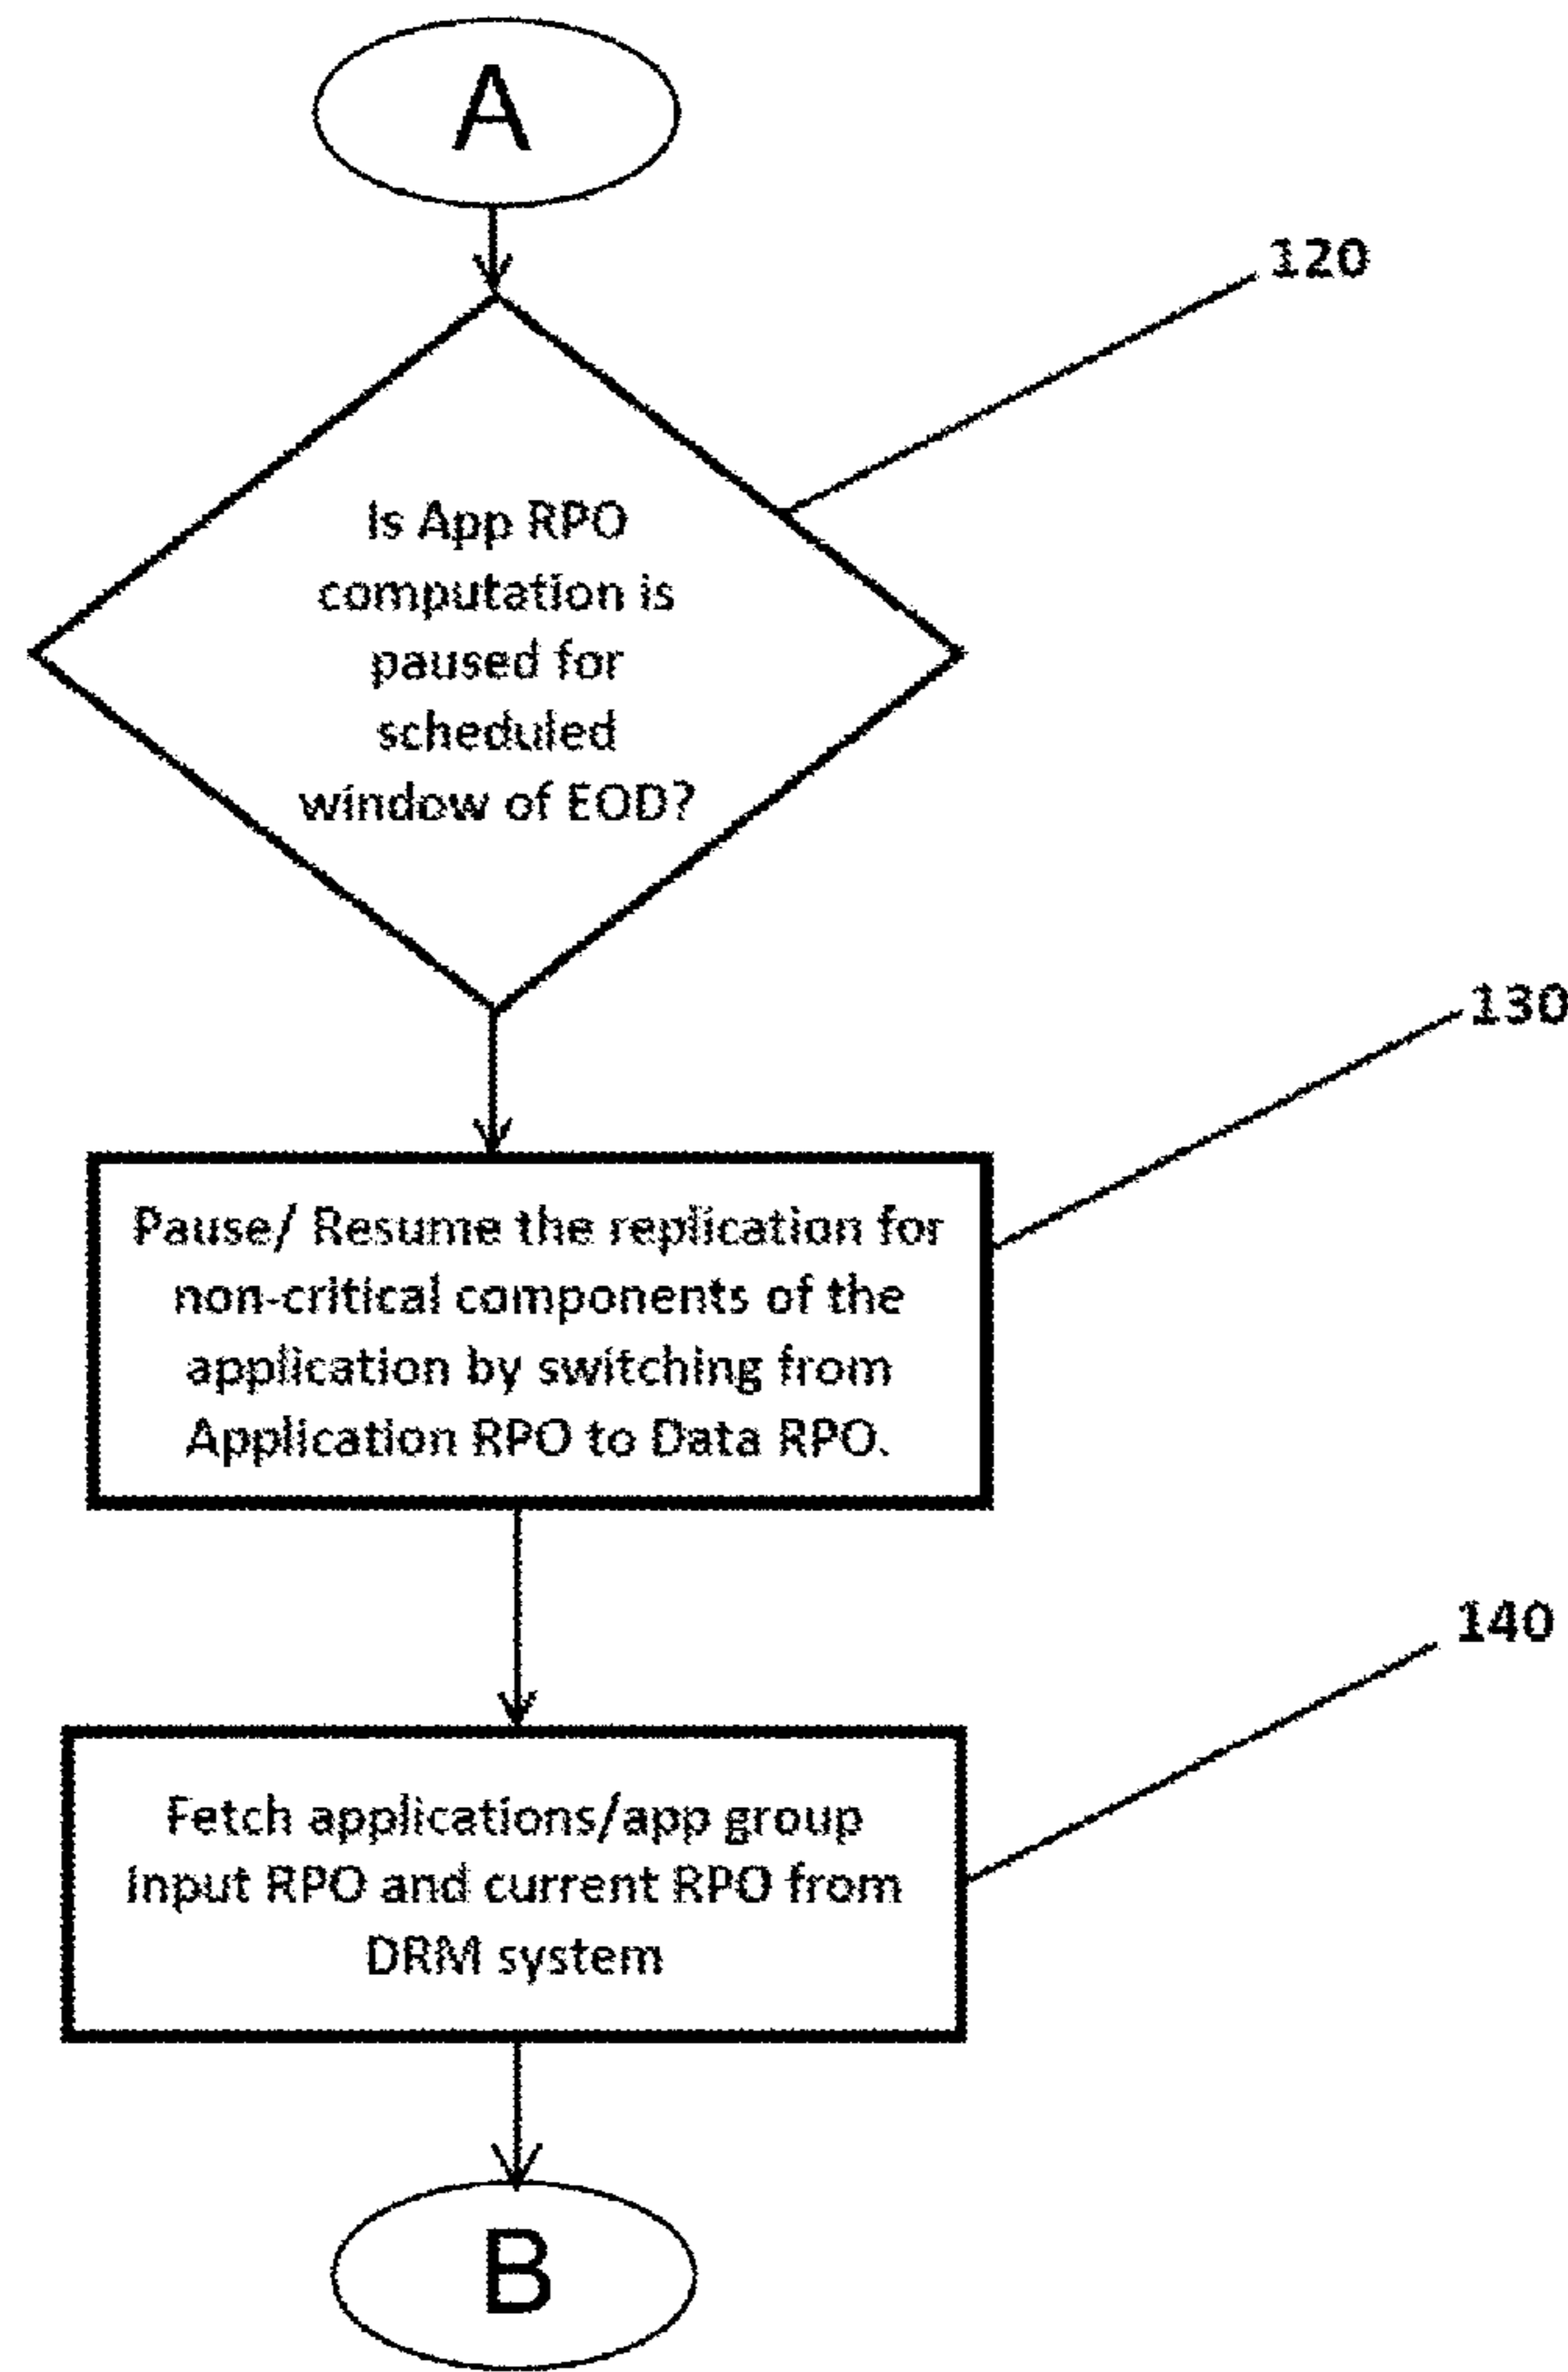 A
120
Is App RPO
computation is
paused for
scheduled
window of EOD?
130
Pause/ Resume the replication for
non-critical components of the
application by switching from
Application RPO to Data RPO.
140
Fetch applications/app group
input RPO and current RPO from
DRM system
B